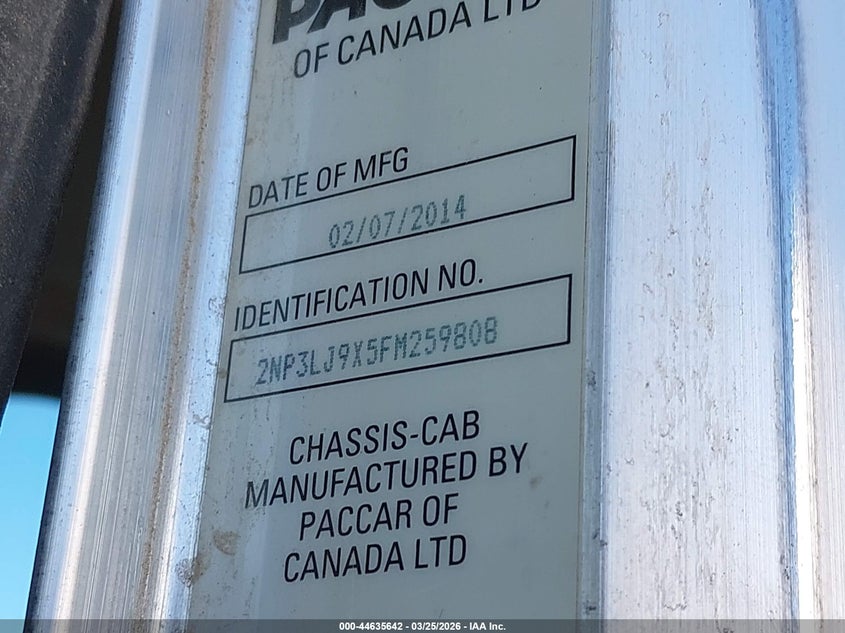 PACCAR
OF CANADA LTD
DATE OF MFG
02/07/2014
IDENTIFICATION NO.
2NP3LJ9X5FM259808
CHASSIS-CAB
MANUFACTURED BY
PACCAR OF
CANADA LTD
000-44635642 - 03/25/2026 - IAA Inc.